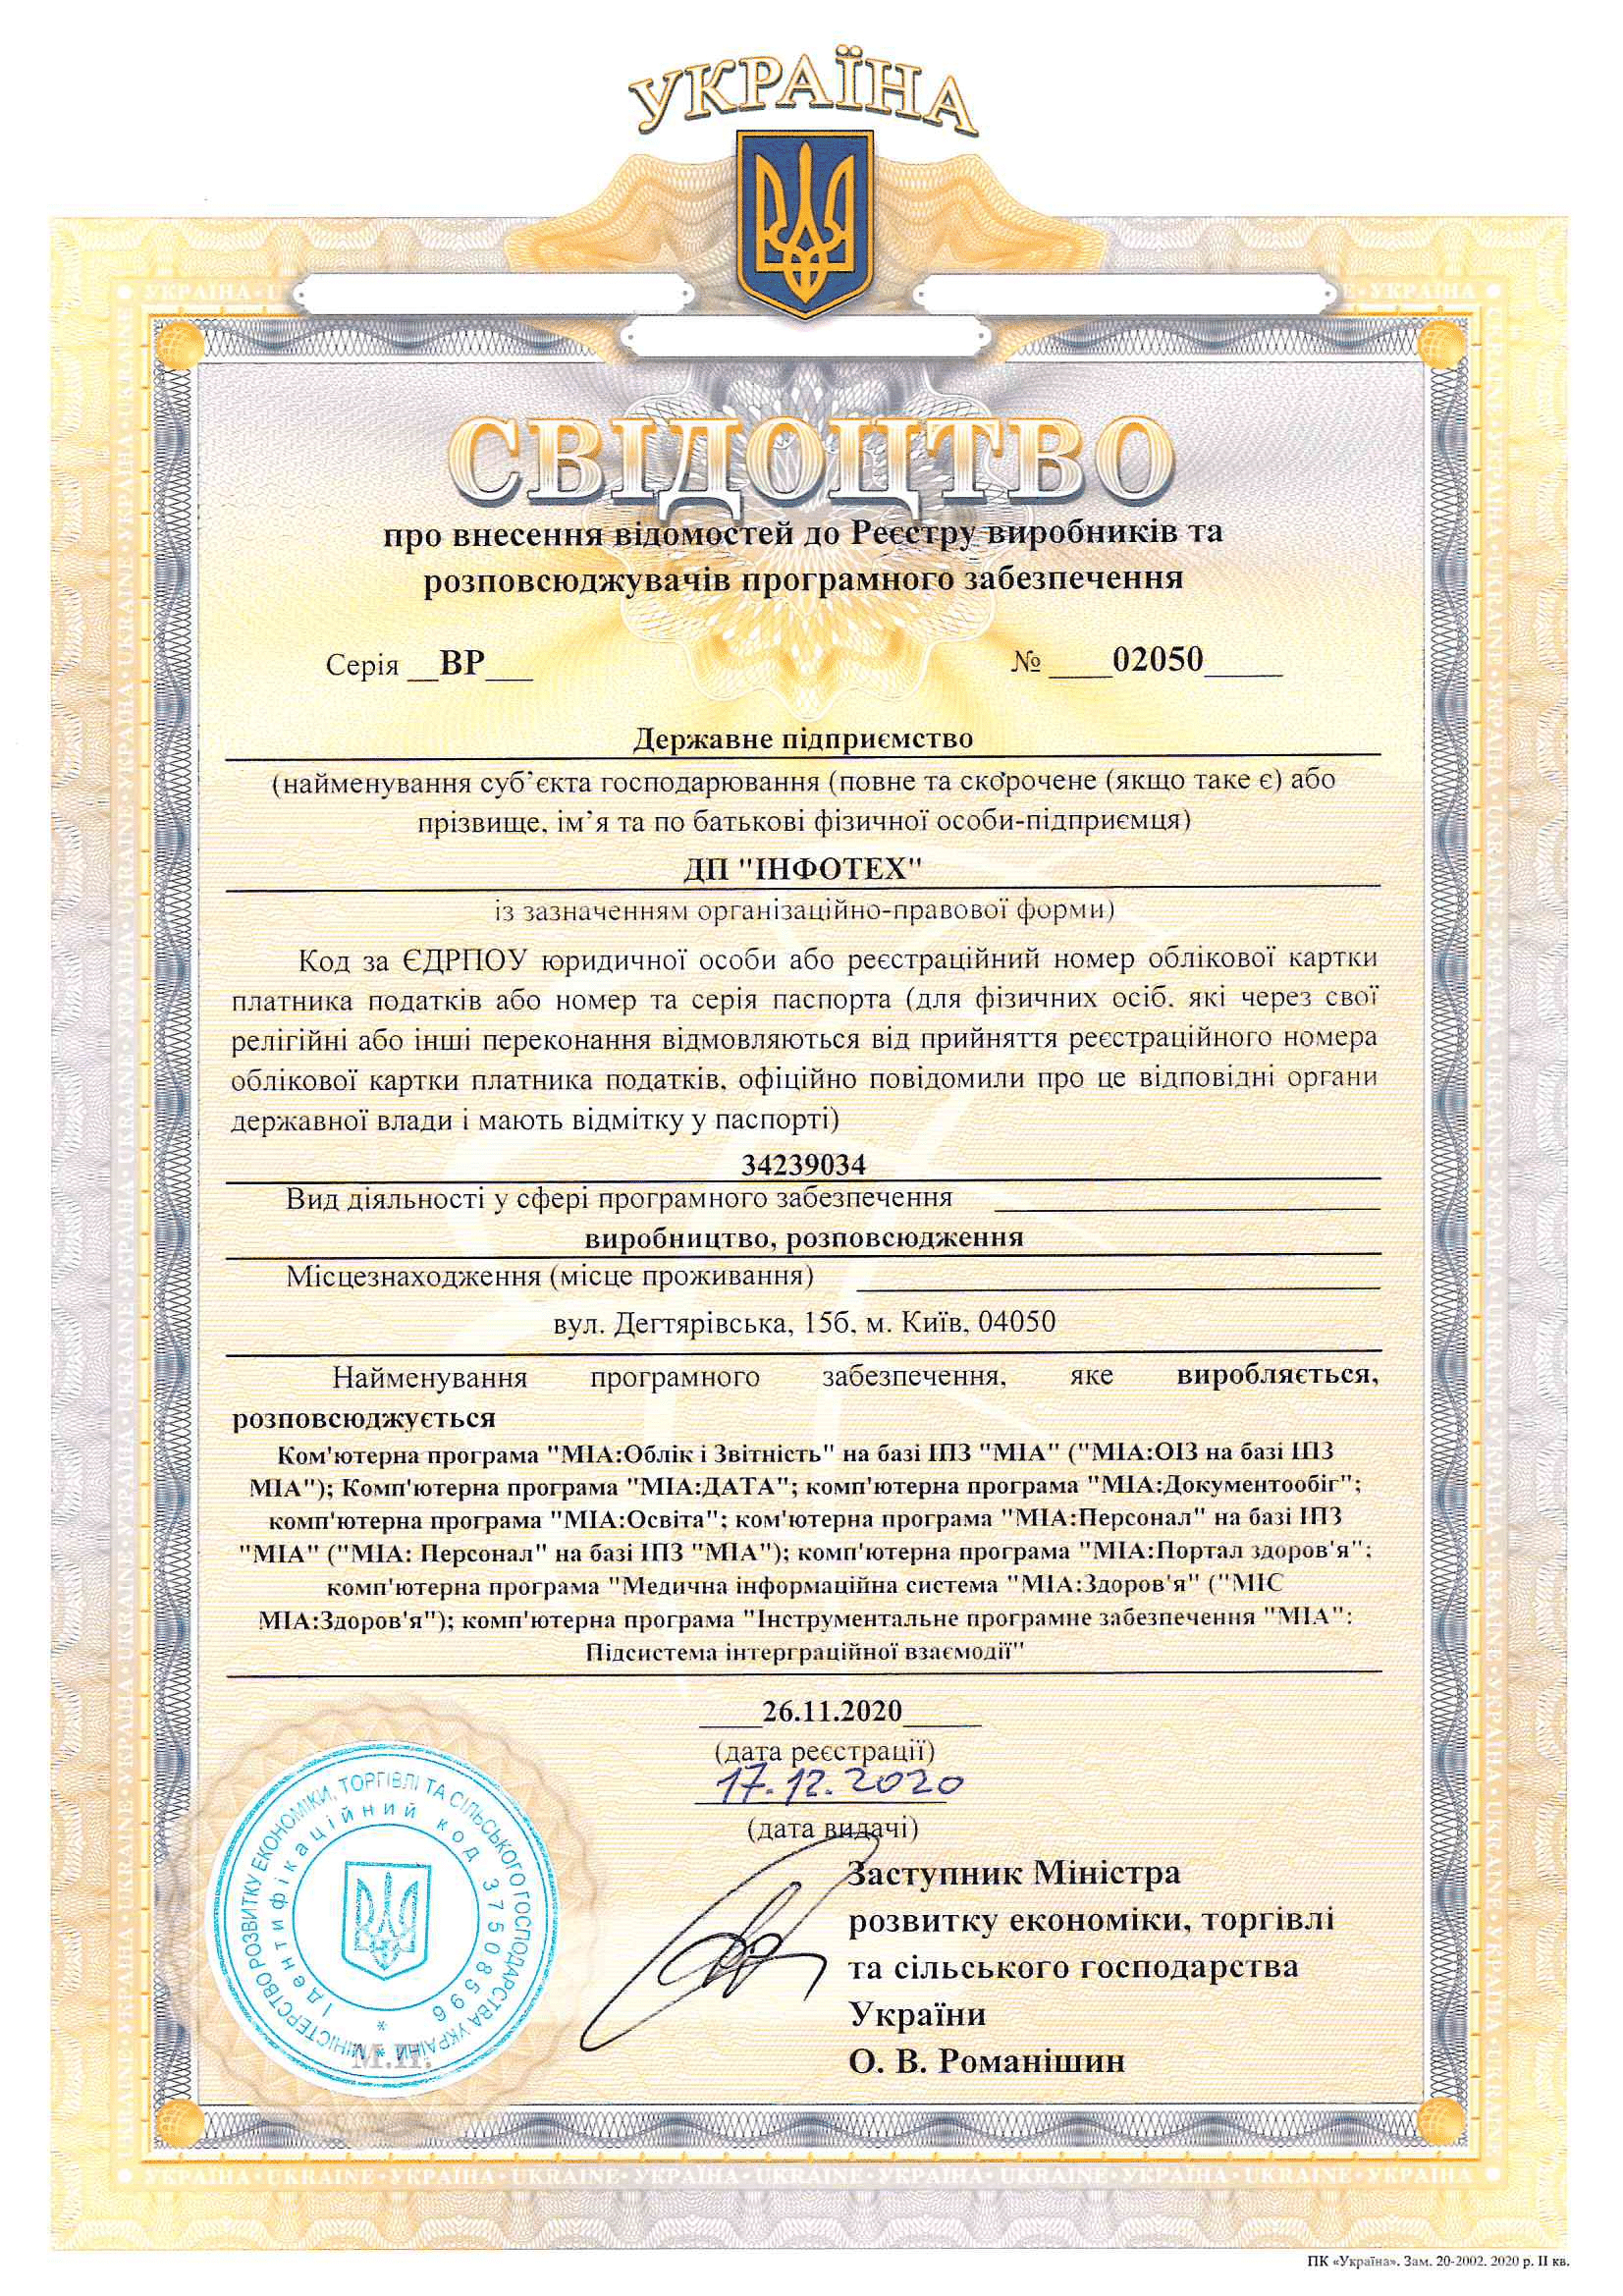 УКРАЇНА
СВІДОЦТВО
про внесення відомостей до Реєстру виробників та
розповсюджувачів програмного забезпечення
Серія __ВР___ № ____02050_____
Державне підприємство
(найменування суб’єкта господарювання (повне та скорочене (якщо таке є) або
прізвище, ім’я та по батькові фізичної особи-підприємця)
ДП "ІНФОТЕХ"
із зазначенням організаційно-правової форми)
Код за ЄДРПОУ юридичної особи або реєстраційний номер облікової картки
платника податків або номер та серія паспорта (для фізичних осіб, які через свої
релігійні або інші переконання відмовляються від прийняття реєстраційного номера
облікової картки платника податків, офіційно повідомили про це відповідні органи
державної влади і мають відмітку у паспорті)
34239034
Вид діяльності у сфері програмного забезпечення
виробництво, розповсюдження
Місцезнаходження (місце проживання)
вул. Дегтярівська, 15б, м. Київ, 04050
Найменування програмного забезпечення, яке виробляється,
розповсюджується
Ком'ютерна програма "МІА:Облік і Звітність" на базі ІПЗ "МІА" ("МІА:ОІЗ на базі ІПЗ
МІА"); Комп'ютерна програма "МІА:ДАТА"; комп'ютерна програма "МІА:Документообіг";
комп'ютерна програма "МІА:Освіта"; ком'ютерна програма "МІА:Персонал" на базі ІПЗ
"МІА" ("МІА: Персонал" на базі ІПЗ "МІА"); комп'ютерна програма "МІА:Портал здоров'я";
комп'ютерна програма "Медична інформаційна система "МІА:Здоров'я" ("МІС
МІА:Здоров'я"); комп'ютерна програма "Інструментальне програмне забезпечення "МІА":
Підсистема інтерграційної взаємодії"
____26.11.2020_____
(дата реєстрації)
17.12.2020
(дата видачі)
Заступник Міністра
розвитку економіки, торгівлі
та сільського господарства
України
О. В. Романішин
МІНІСТЕРСТВО РОЗВИТКУ ЕКОНОМІКИ, ТОРГІВЛІ ТА СІЛЬСЬКОГО ГОСПОДАРСТВА УКРАЇНИ *
Ідентифікаційний код 37508596 *
М.П.
УКРАЇНА • UKRAINE • УКРАЇНА • UKRAINE • УКРАЇНА • UKRAINE • УКРАЇНА • UKRAINE • УКРАЇНА • UKRAINE • УКРАЇНА
ПК «Україна». Зам. 20-2002. 2020 р. II кв.